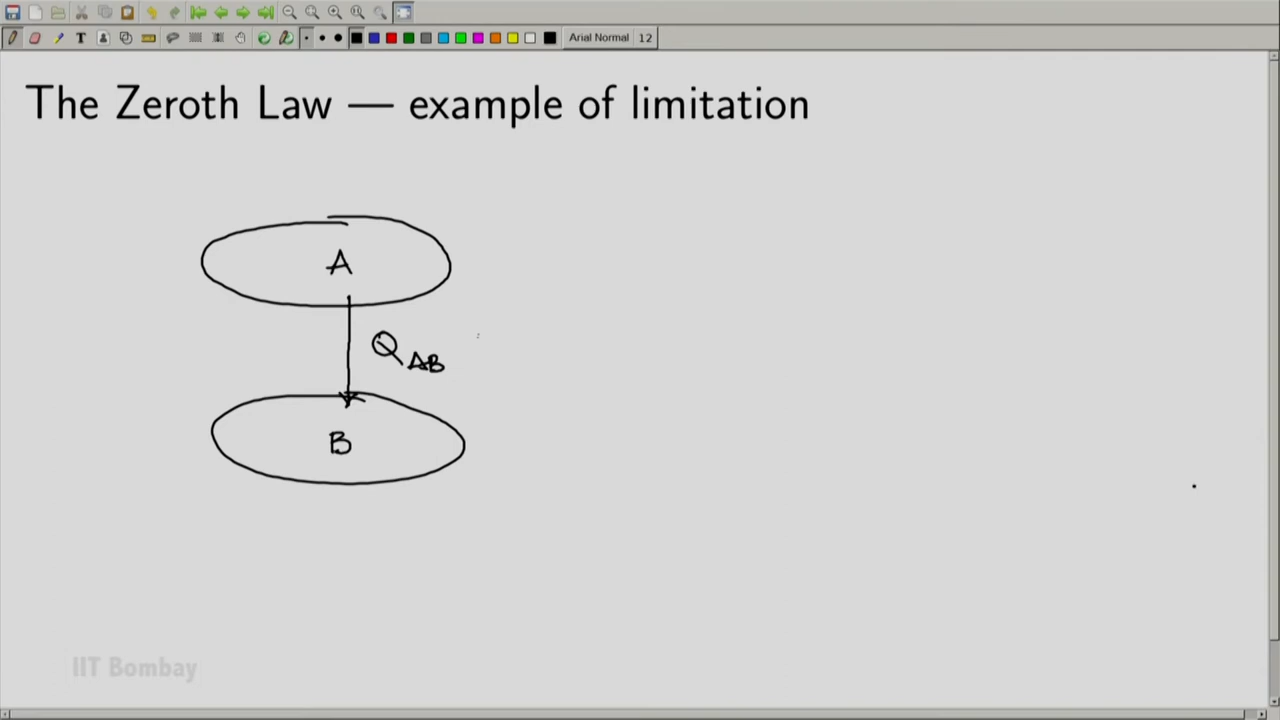 Arial Normal 12
The Zeroth Law — example of limitation
A
Q_AB
B
IIT Bombay